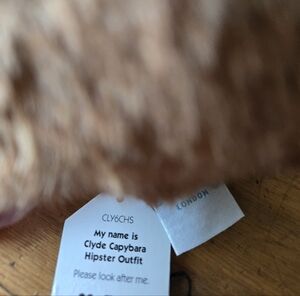 CLY6CHS
My name is
Clyde Capybara
Hipster Outfit
Please look after me.
LONDON